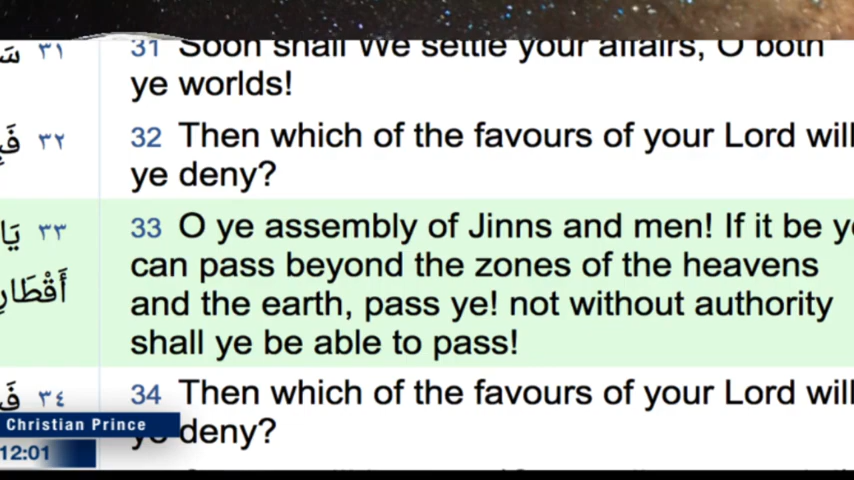 سَ ٣١ 31 Soon shall We settle your affairs, O both
ye worlds!
٣٢ 32 Then which of the favours of your Lord will
ye deny?
يَا ٣٣ 33 O ye assembly of Jinns and men! If it be ye
أَقْطَارِ can pass beyond the zones of the heavens
and the earth, pass ye! not without authority
shall ye be able to pass!
٣٤ 34 Then which of the favours of your Lord will
ye deny?
Christian Prince
12:01